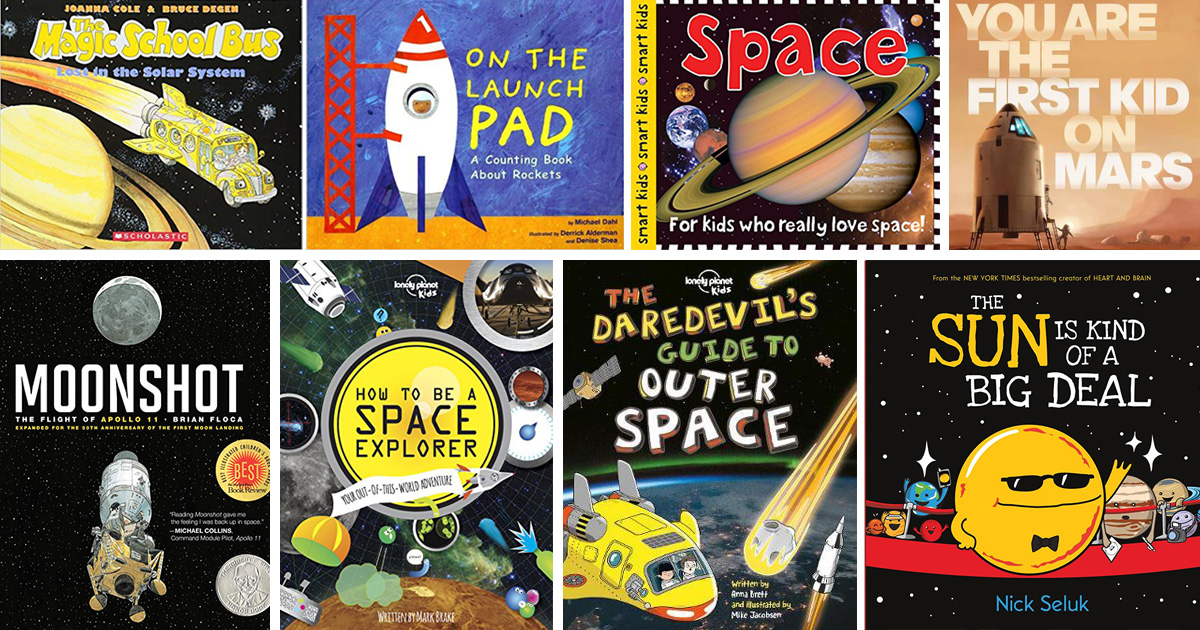 JOANNA COLE & BRUCE DEGEN
The
Magic School Bus
Lost in the Solar System
SCHOLASTIC
1
ON THE
LAUNCH
PAD
A Counting Book
About Rockets
by Michael Dahl
illustrated by Derrick Alderman
and Denise Shea
smart kids smart kids smart kids
Space
For kids who really love space!
YOU ARE
THE
FIRST KID
ON
MARS
MOONSHOT
THE FLIGHT OF APOLLO 11 · BRIAN FLOCA
EXPANDED FOR THE 50TH ANNIVERSARY OF THE FIRST MOON LANDING
BEST
Book Review
"Reading Moonshot gave me
the feeling I was back up in space."
—MICHAEL COLLINS,
Command Module Pilot, Apollo 11
lonely planet
Kids
HOW TO BE A
SPACE
EXPLORER
YOUR OUT-OF-THIS-WORLD ADVENTURE
WRITTEN BY MARK BRAKE
lonely planet
Kids
THE
DAREDEVIL'S
GUIDE TO
OUTER
SPACE
Written by
Anna Brett
and illustrated by
Mike Jacobsen
From the NEW YORK TIMES bestselling creator of HEART AND BRAIN
THE
SUN IS KIND
OF A
BIG DEAL
Nick Seluk